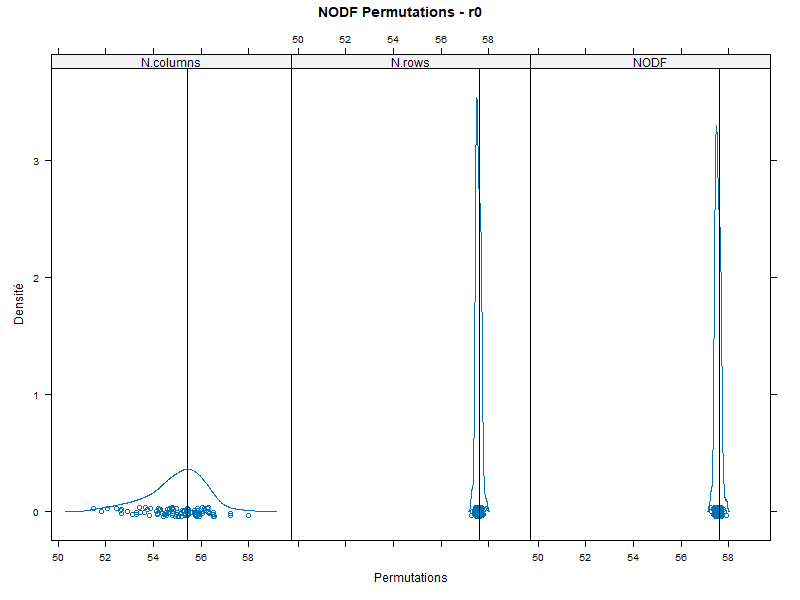 NODF Permutations - r0
50 52 54 56 58
N.columns N.rows NODF
3
2
1
0
Densité
50 52 54 56 58 50 52 54 56 58
Permutations